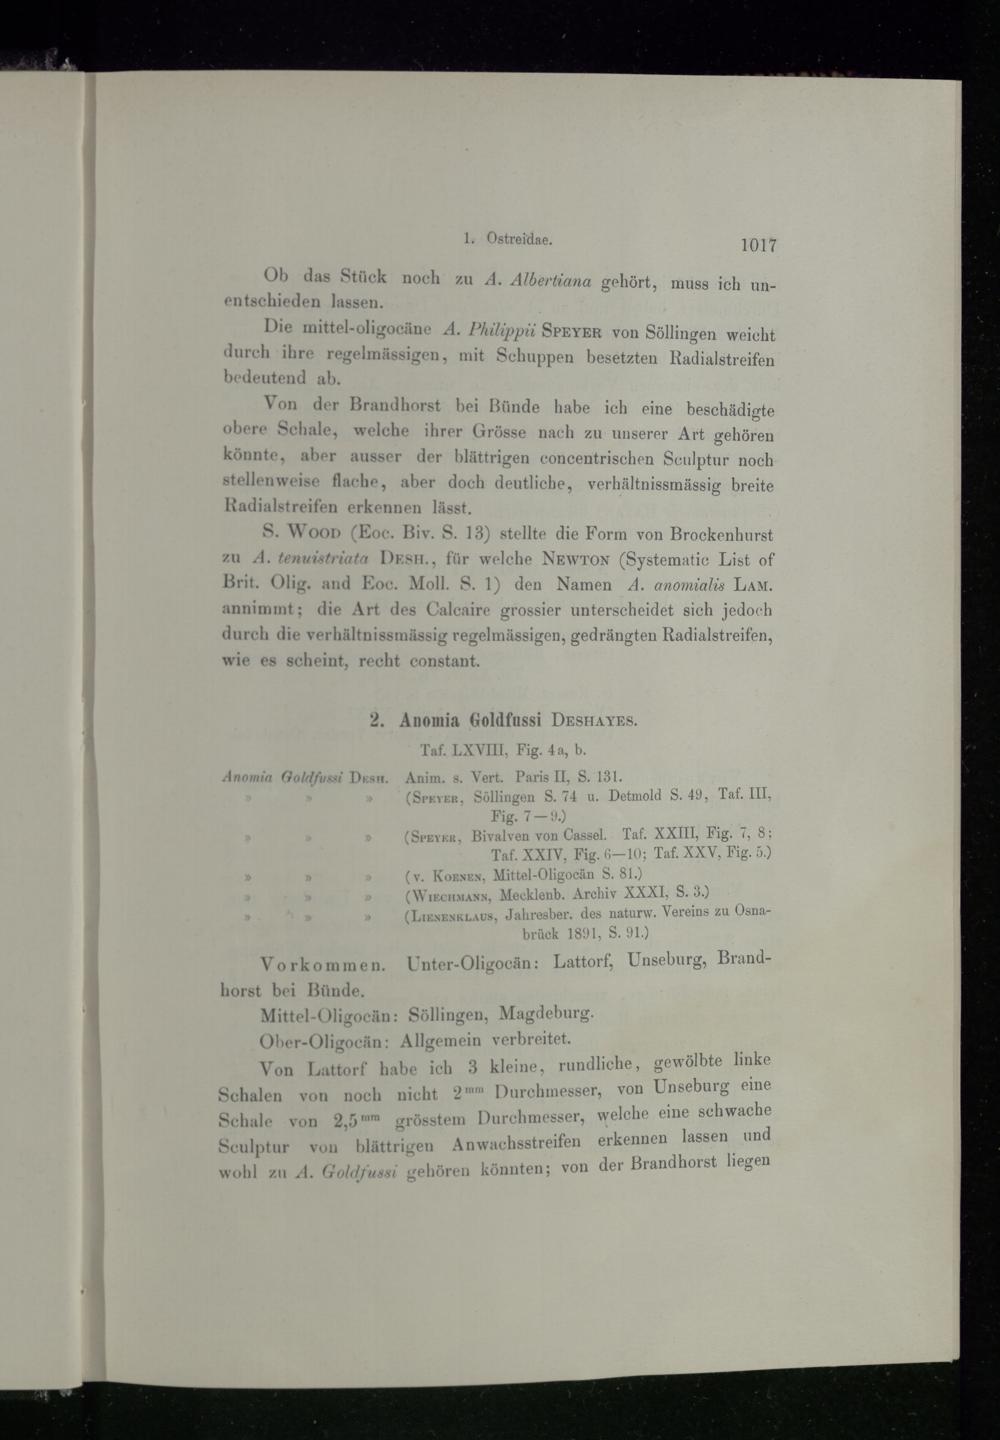 1. Ostreidae. 1017
Ob das Stück noch zu A. Albertiana gehört, muss ich un-
entschieden lassen.
Die mittel-oligocäne A. Philippii SPEYER von Söllingen weicht
durch ihre regelmässigen, mit Schuppen besetzten Radialstreifen
bedeutend ab.
Von der Brandhorst bei Bünde habe ich eine beschädigte
obere Schale, welche ihrer Grösse nach zu unserer Art gehören
könnte, aber ausser der blättrigen concentrischen Sculptur noch
stellenweise flache, aber doch deutliche, verhältnissmässig breite
Radialstreifen erkennen lässt.
S. WOOD (Eoc. Biv. S. 13) stellte die Form von Brockenhurst
zu A. tenuistriata DESH., für welche NEWTON (Systematic List of
Brit. Olig. and Eoc. Moll. S. 1) den Namen A. anomialis LAM.
annimmt; die Art des Calcaire grossier unterscheidet sich jedoch
durch die verhältnissmässig regelmässigen, gedrängten Radialstreifen,
wie es scheint, recht constant.
2. Anomia Goldfussi DESHAYES.
Taf. LXVIII, Fig. 4a, b.
Anomia Goldfussi DESH. Anim. s. Vert. Paris II, S. 131.
» » » (SPEYER, Söllingen S. 74 u. Detmold S. 49, Taf. III,
Fig. 7—9.)
» » » (SPEYER, Bivalven von Cassel. Taf. XXIII, Fig. 7, 8;
Taf. XXIV, Fig. 6—10; Taf. XXV, Fig. 5.)
» » » (v. KOENEN, Mittel-Oligocän S. 81.)
» » » (WIECHMANN, Mecklenb. Archiv XXXI, S. 3.)
» » » (LIENENKLAUS, Jahresber. des naturw. Vereins zu Osna-
brück 1891, S. 91.)
Vorkommen. Unter-Oligocän: Lattorf, Unseburg, Brand-
horst bei Bünde.
Mittel-Oligocän: Söllingen, Magdeburg.
Ober-Oligocän: Allgemein verbreitet.
Von Lattorf habe ich 3 kleine, rundliche, gewölbte linke
Schalen von noch nicht 2mm Durchmesser, von Unseburg eine
Schale von 2,5mm grösstem Durchmesser, welche eine schwache
Sculptur von blättrigen Anwachsstreifen erkennen lassen und
wohl zu A. Goldfussi gehören könnten; von der Brandhorst liegen